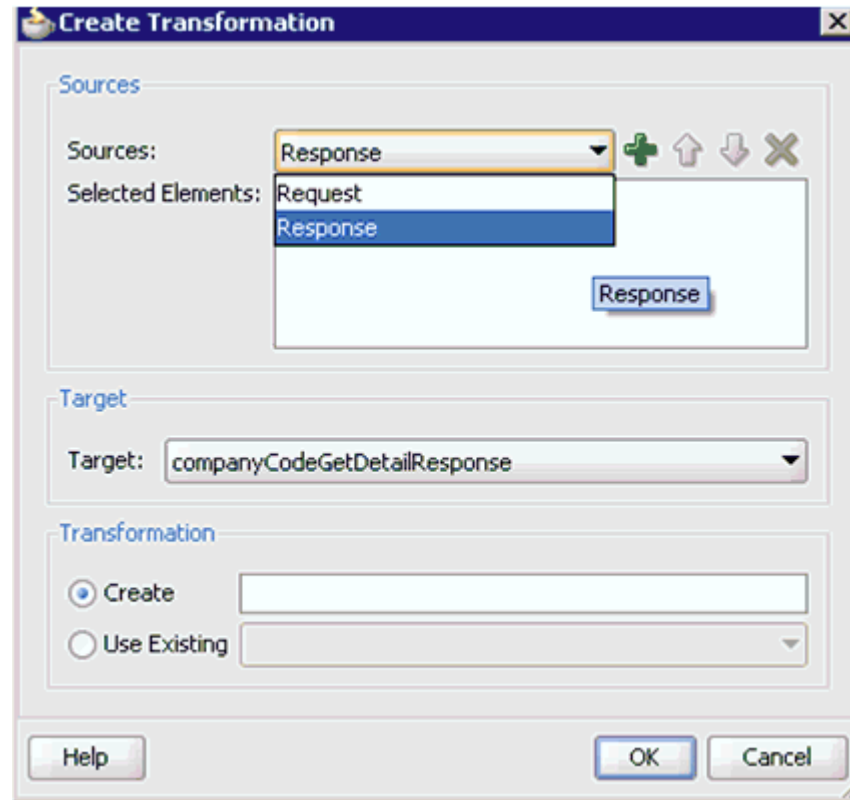 Create Transformation
Sources
Sources: Response
Selected Elements: Request
Response
Response
Target
Target: companyCodeGetDetailResponse
Transformation
Create
Use Existing
Help OK Cancel